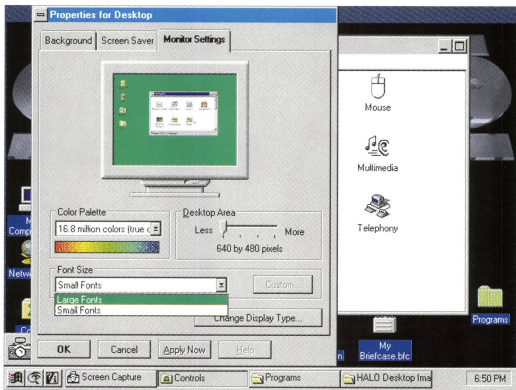 Properties for Desktop
Background
Screen Saver
Monitor Settings
Color Palette
16.8 million colors (true c
Desktop Area
Less
More
640 by 480 pixels
Font Size
Small Fonts
Custom...
Large Fonts
Small Fonts
Change Display Type...
OK
Cancel
Apply Now
Help
Mouse
Multimedia
Telephony
Programs
My
Briefcase.bfc
Screen Capture
Controls
Programs
HALO Desktop Ima
6:50 PM